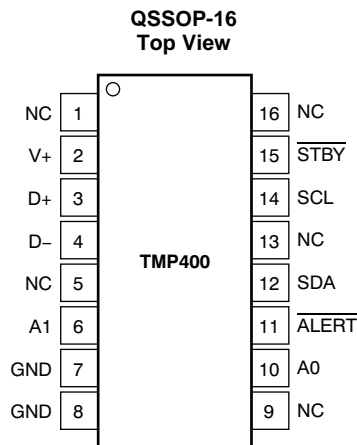 QSSOP-16
Top View
NC 1 16 NC
V+ 2 15 STBY
D+ 3 14 SCL
D− 4 13 NC
TMP400
NC 5 12 SDA
A1 6 11 ALERT
GND 7 10 A0
GND 8 9 NC